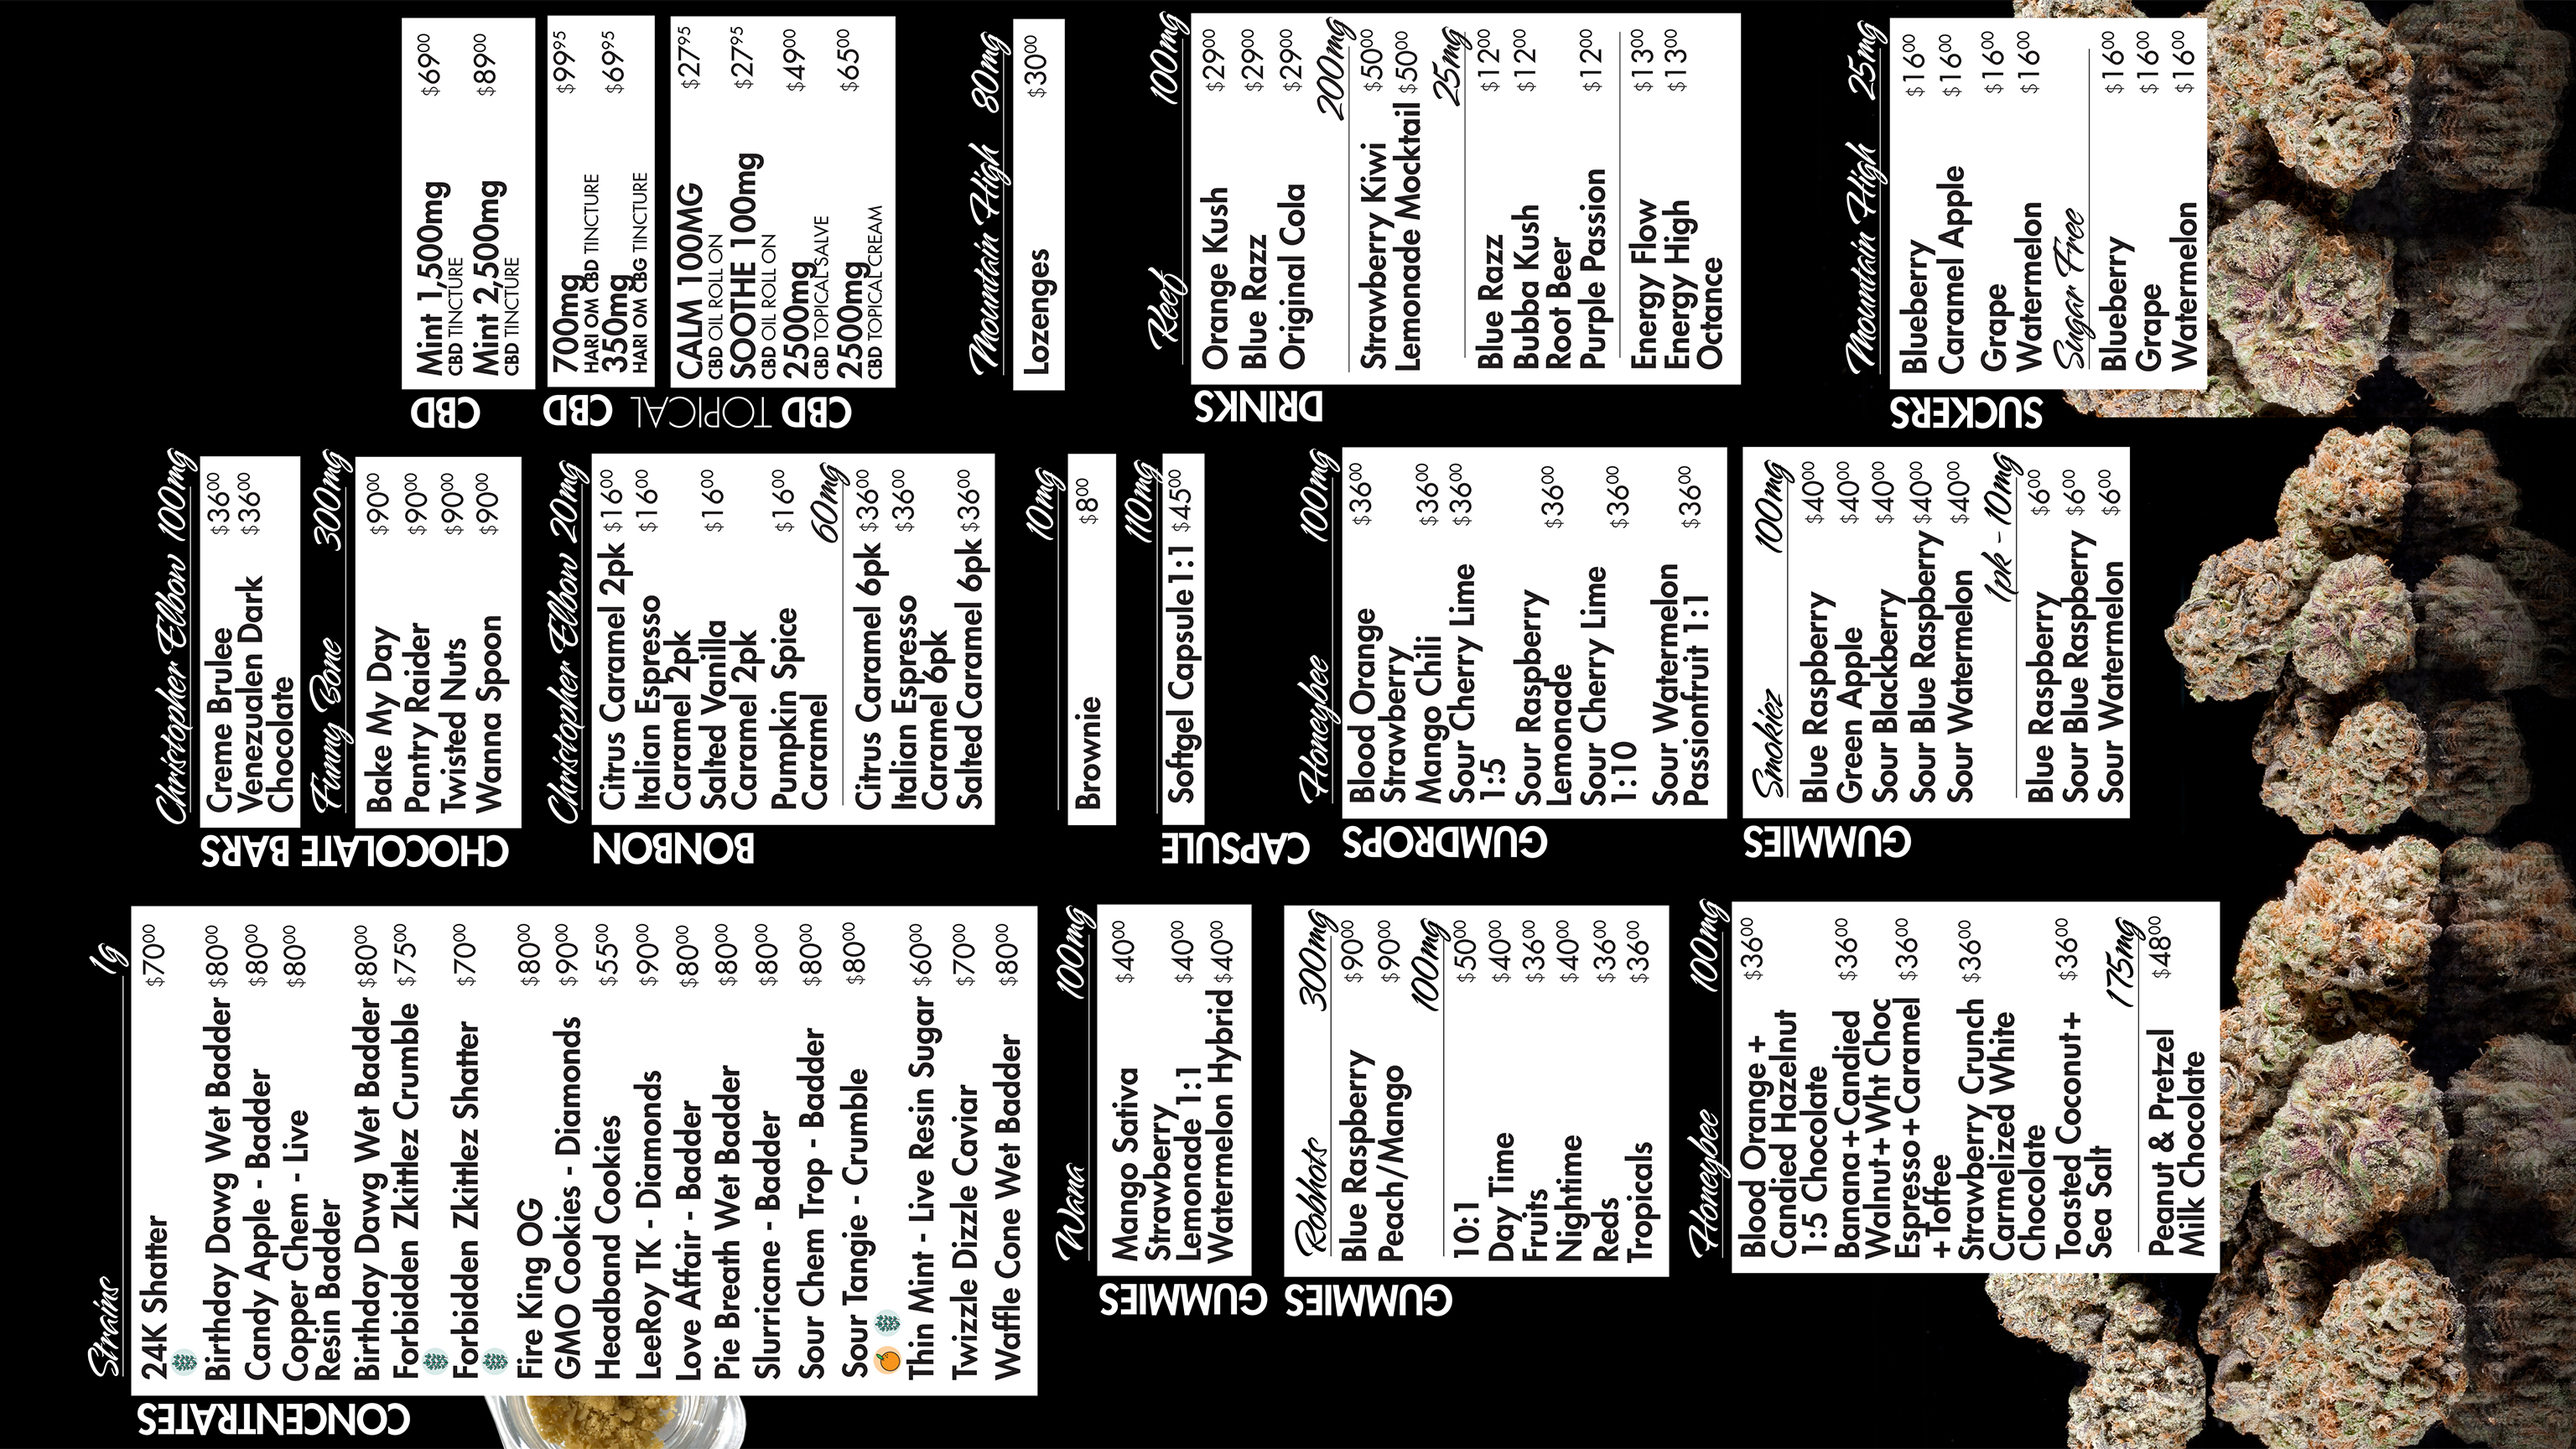 CONCENTRATES
Strains 1g
24K Shatter $70.00
Birthday Dawg Wet Badder $80.00
Candy Apple - Badder $80.00
Copper Chem - Live $80.00
Resin Badder
Birthday Dawg Wet Badder $80.00
Forbidden Zkittlez Crumble $75.00
Forbidden Zkittlez Shatter $70.00
Fire King OG $80.00
GMO Cookies - Diamonds $90.00
Headband Cookies $55.00
LeeRoy TK - Diamonds $90.00
Love Affair - Badder $80.00
Pie Breath Wet Badder $80.00
Slurricane - Badder $80.00
Sour Chem Trop - Badder $80.00
Sour Tangie - Crumble $80.00
Thin Mint - Live Resin Sugar $60.00
Twizzle Dizzle Caviar $70.00
Waffle Cone Wet Badder $80.00
GUMMIES
Wana 100mg
Mango Sativa $40.00
Strawberry
Lemonade 1:1 $40.00
Watermelon Hybrid $40.00
GUMMIES
Robhots 300mg
Blue Raspberry $90.00
Peach/Mango $90.00
100mg
10:1 $50.00
Day Time $40.00
Fruits $36.00
Nightime $40.00
Reds $36.00
Tropicals $36.00
Honeybee 100mg
Blood Orange + $36.00
Candied Hazelnut
1:5 Chocolate
Banana+Candied $36.00
Walnut+Wht Choc
Espresso+Caramel $36.00
+Toffee
Strawberry Crunch $36.00
Carmelized White
Chocolate
Toasted Coconut+ $36.00
Sea Salt
175mg
Peanut & Pretzel $48.00
Milk Chocolate
CHOCOLATE BARS
Christopher Elbow 100mg
Creme Brulee $36.00
Venezualen Dark $36.00
Chocolate
Funny Bone 300mg
Bake My Day $90.00
Pantry Raider $90.00
Twisted Nuts $90.00
Wanna Spoon $90.00
BONBON
Christopher Elbow 20mg
Citrus Caramel 2pk $16.00
Italian Espresso $16.00
Caramel 2pk
Salted Vanilla $16.00
Caramel 2pk
Pumpkin Spice $16.00
Caramel
60mg
Citrus Caramel 6pk $36.00
Italian Espresso $36.00
Caramel 6pk
Salted Caramel 6pk $36.00
10mg
Brownie $8.00
CAPSULE
110mg
Softgel Capsule 1:1 $45.00
GUMDROPS
Honeybee 100mg
Blood Orange $36.00
Strawberry
Mango Chili $36.00
Sour Cherry Lime $36.00
1:5
Sour Raspberry $36.00
Lemonade
Sour Cherry Lime $36.00
1:10
Sour Watermelon $36.00
Passionfruit 1:1
GUMMIES
Smokiez 100mg
Blue Raspberry $40.00
Green Apple $40.00
Sour Blackberry $40.00
Sour Blue Raspberry $40.00
Sour Watermelon $40.00
1pk - 10mg
Blue Raspberry $6.00
Sour Blue Raspberry $6.00
Sour Watermelon $6.00
CBD
Mint 1,500mg $69.00
CBD TINCTURE
Mint 2,500mg $89.00
CBD TINCTURE
CBD
700mg $99.95
HARI OM CBD TINCTURE
350mg $69.95
HARI OM CBG TINCTURE
CBD TOPICAL
CALM 100MG $27.95
CBD OIL ROLL ON
SOOTHE 100mg $27.95
CBD OIL ROLL ON
2500mg $49.00
CBD TOPICAL SALVE
2500mg $65.00
CBD TOPICAL CREAM
Mountain High 80mg
Lozenges $30.00
DRINKS
Keef 100mg
Orange Kush $29.00
Blue Razz $29.00
Original Cola $29.00
200mg
Strawberry Kiwi $50.00
Lemonade Mocktail $50.00
25mg
Blue Razz $12.00
Bubba Kush $12.00
Root Beer
Purple Passion $12.00
Energy Flow $13.00
Energy High $13.00
Octance
SUCKERS
Mountain High 25mg
Blueberry $16.00
Caramel Apple $16.00
Grape $16.00
Watermelon $16.00
Sugar Free
Blueberry $16.00
Grape $16.00
Watermelon $16.00